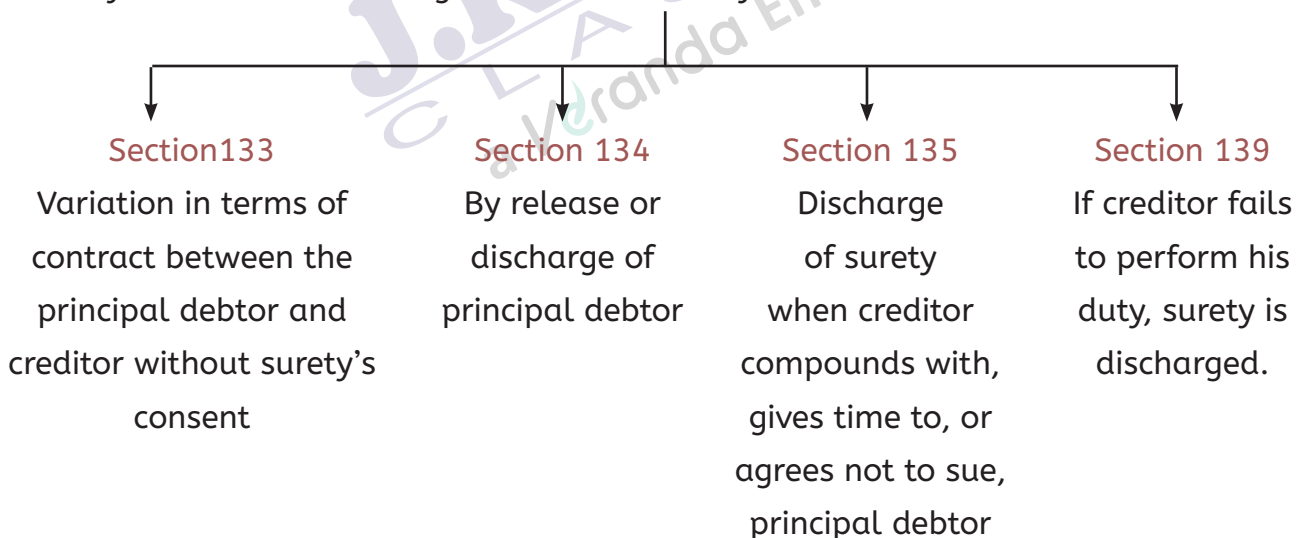 Section133
Variation in terms of
contract between the
principal debtor and
creditor without surety’s
consent
Section 134
By release or
discharge of
principal debtor
Section 135
Discharge
of surety
when creditor
compounds with,
gives time to, or
agrees not to sue,
principal debtor
Section 139
If creditor fails
to perform his
duty, surety is
discharged.
a Veranda